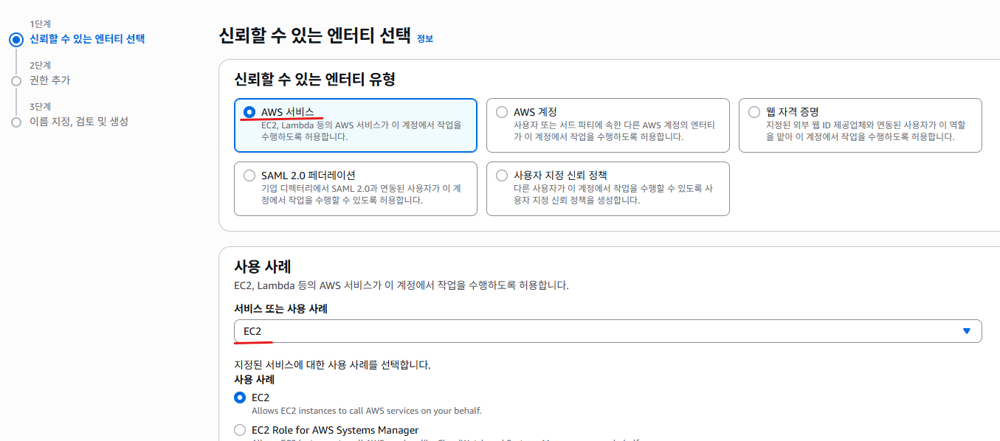 1단계
신뢰할 수 있는 엔터티 선택
2단계
권한 추가
3단계
이름 지정, 검토 및 생성
신뢰할 수 있는 엔터티 선택 정보
신뢰할 수 있는 엔터티 유형
AWS 서비스
EC2, Lambda 등의 AWS 서비스가 이 계정에서 작업을
수행하도록 허용합니다.
AWS 계정
사용자 또는 서드 파티에 속한 다른 AWS 계정의 엔터티
가 이 계정에서 작업을 수행하도록 허용합니다.
웹 자격 증명
지정된 외부 웹 ID 제공업체와 연동된 사용자가 이 역할
을 맡아 이 계정에서 작업을 수행하도록 허용합니다.
SAML 2.0 페더레이션
기업 디렉터리에서 SAML 2.0과 연동된 사용자가 이 계
정에서 작업을 수행할 수 있도록 허용합니다.
사용자 지정 신뢰 정책
다른 사용자가 이 계정에서 작업을 수행할 수 있도록 사
용자 지정 신뢰 정책을 생성합니다.
사용 사례
EC2, Lambda 등의 AWS 서비스가 이 계정에서 작업을 수행하도록 허용합니다.
서비스 또는 사용 사례
EC2
지정된 서비스에 대한 사용 사례를 선택합니다.
사용 사례
EC2
Allows EC2 instances to call AWS services on your behalf.
EC2 Role for AWS Systems Manager